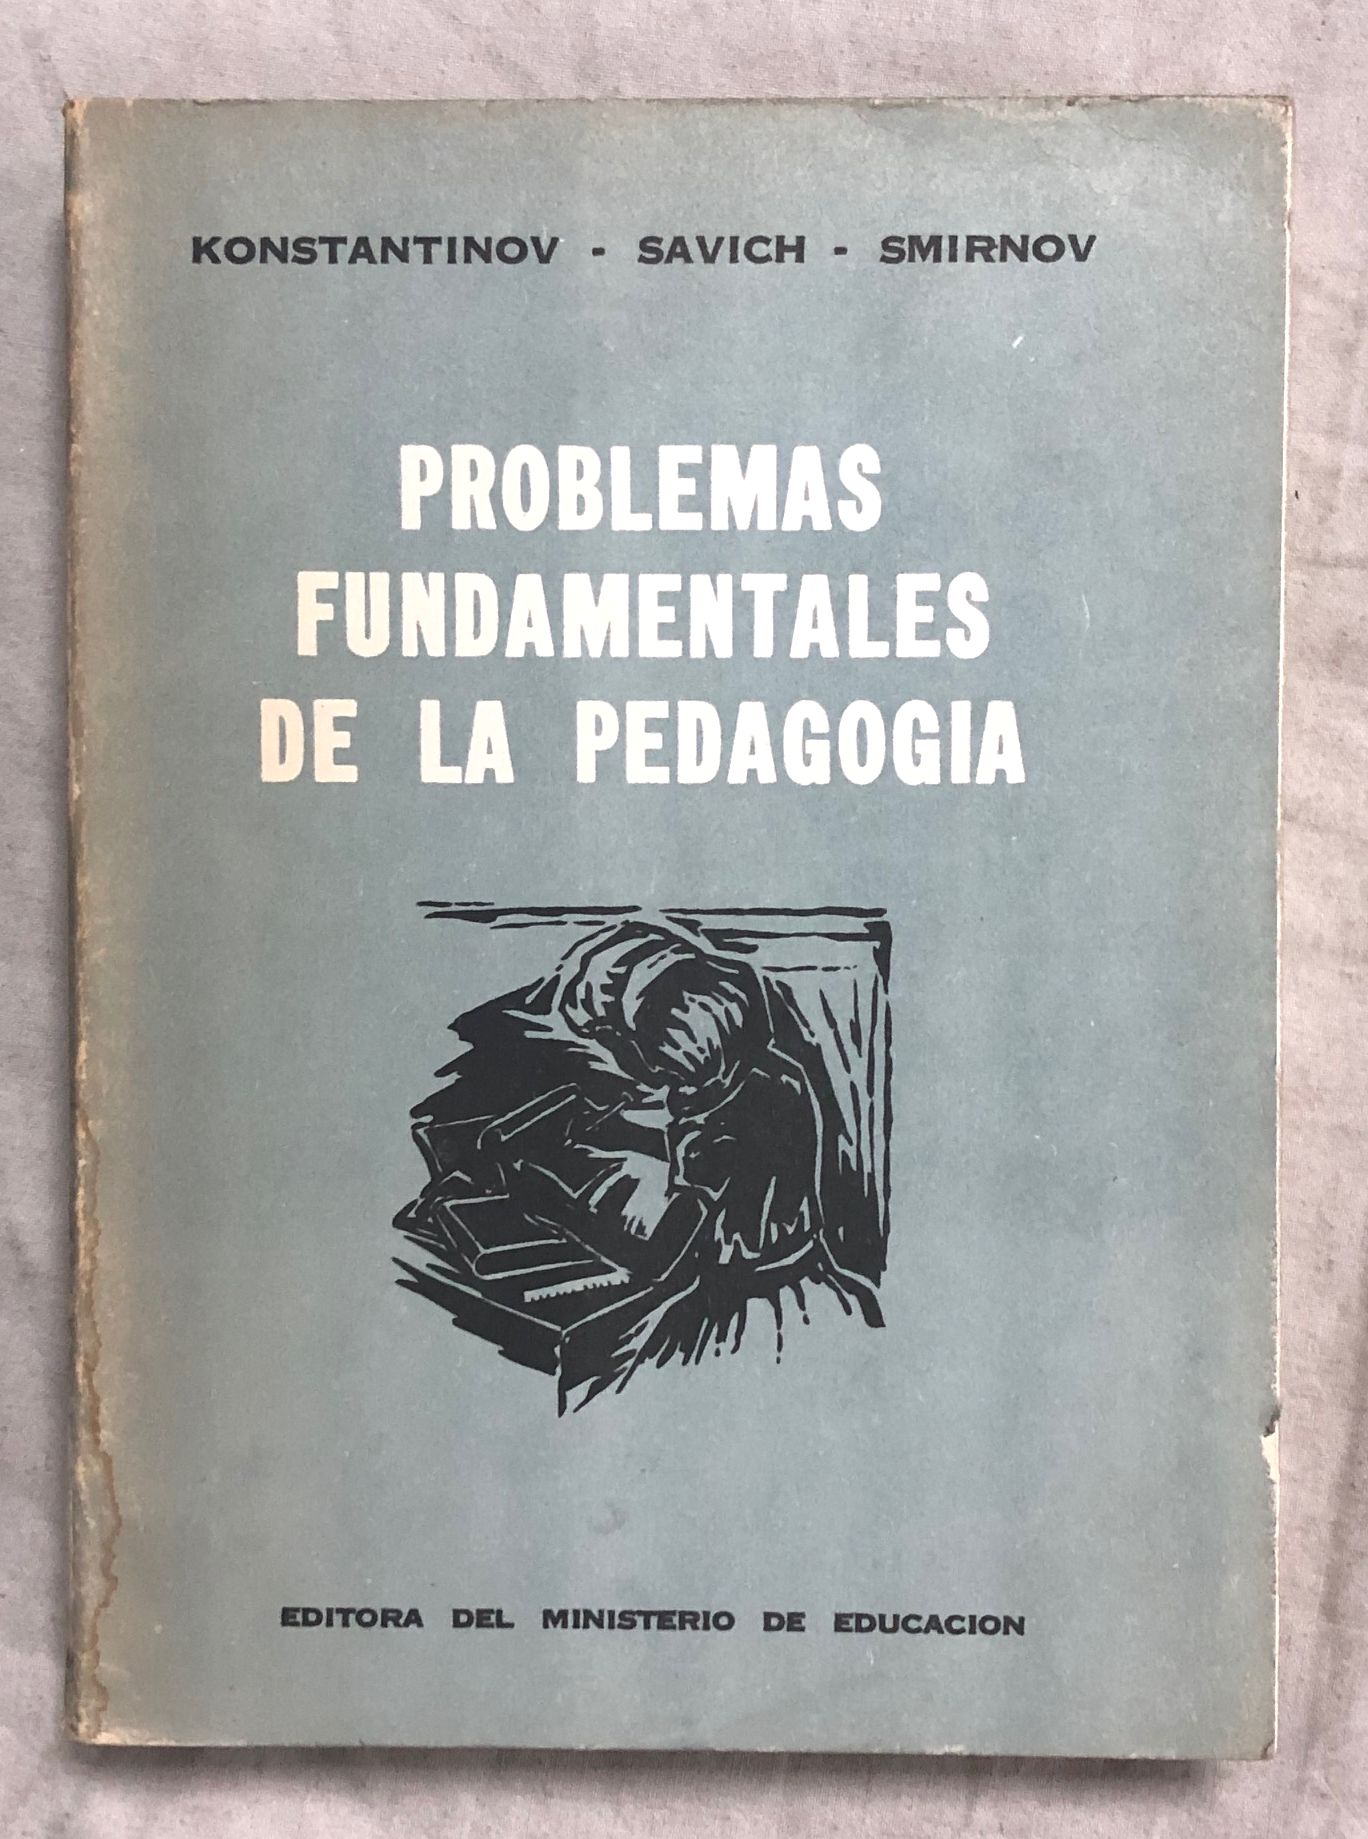 KONSTANTINOV - SAVICH - SMIRNOV
PROBLEMAS
FUNDAMENTALES
DE LA PEDAGOGIA
EDITORA DEL MINISTERIO DE EDUCACION